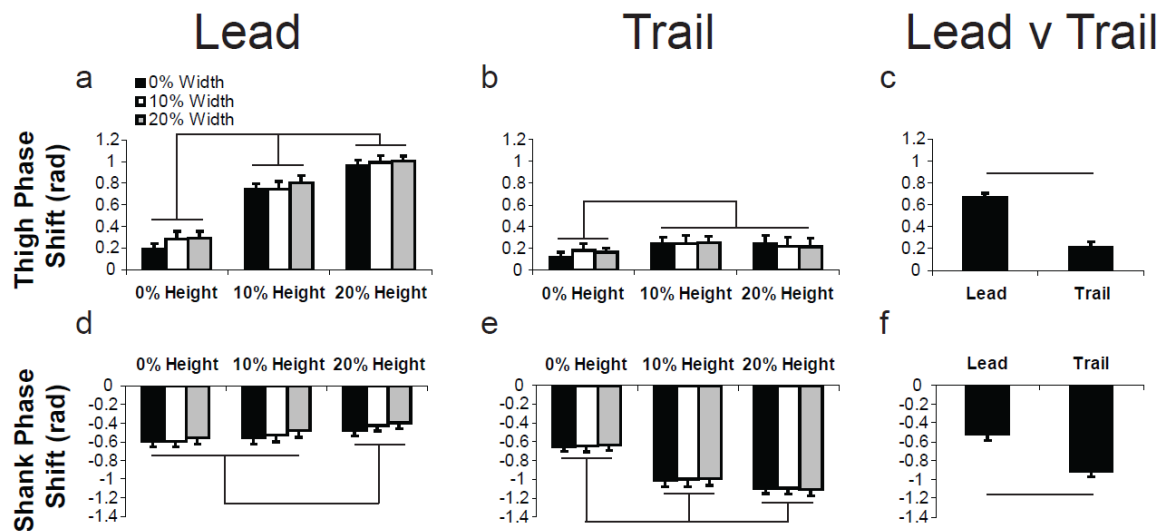 Lead
Trail
Lead v Trail
a
b
c
0% Width
10% Width
20% Width
Thigh Phase
Shift (rad)
1.2
1
0.8
0.6
0.4
0.2
0
0% Height 10% Height 20% Height
1.2
1
0.8
0.6
0.4
0.2
0
0% Height 10% Height 20% Height
1.2
1
0.8
0.6
0.4
0.2
0
Lead Trail
d
e
f
Shank Phase
Shift (rad)
0% Height 10% Height 20% Height
0
-0.2
-0.4
-0.6
-0.8
-1
-1.2
-1.4
0% Height 10% Height 20% Height
0
-0.2
-0.4
-0.6
-0.8
-1
-1.2
-1.4
Lead Trail
0
-0.2
-0.4
-0.6
-0.8
-1
-1.2
-1.4